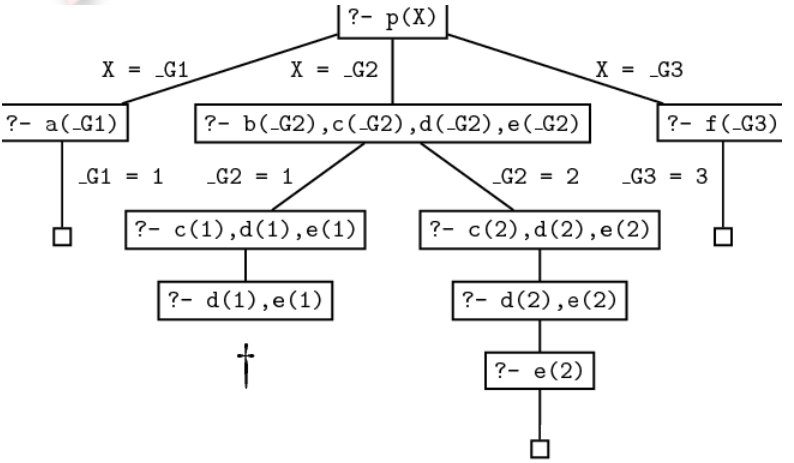 ?- p(X)
X = _G1 X = _G2 X = _G3
?- a(_G1) ?- b(_G2),c(_G2),d(_G2),e(_G2) ?- f(_G3)
_G1 = 1 _G2 = 1 _G2 = 2 _G3 = 3
?- c(1),d(1),e(1) ?- c(2),d(2),e(2)
?- d(1),e(1) ?- d(2),e(2)
†
?- e(2)